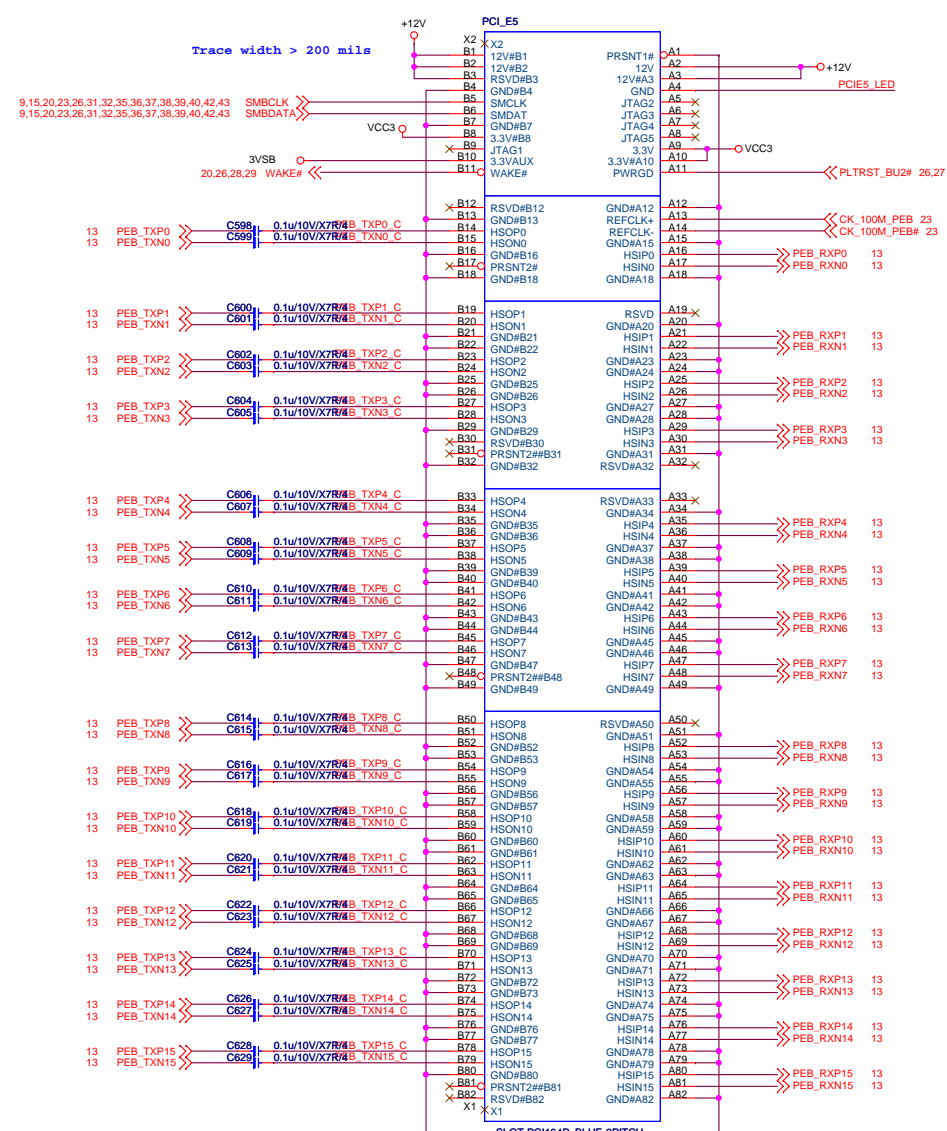 +12V PCI_E5
Trace width > 200 mils
X2 X2
B1 12V#B1 PRSNT1# A1
B2 12V#B2 12V A2 +12V
B3 RSVD#B3 12V#A3 A3
B4 GND#B4 GND A4 PCIE5_LED
9,15,20,23,26,31,32,35,36,37,38,39,40,42,43 SMBCLK B5 SMCLK JTAG2 A5
9,15,20,23,26,31,32,35,36,37,38,39,40,42,43 SMBDATA B6 SMDAT JTAG3 A6
B7 GND#B7 JTAG4 A7
VCC3 B8 3.3V#B8 JTAG5 A8
B9 JTAG1 3.3V A9 VCC3
3VSB B10 3.3VAUX 3.3V#A10 A10
20,26,28,29 WAKE# B11 WAKE# PWRGD A11 PLTRST_BU2# 26,27
B12 RSVD#B12 GND#A12 A12
B13 GND#B13 REFCLK+ A13 CK_100M_PEB 23
13 PEB_TXP0 C598 0.1u/10V/X7R/4 PEB_TXP0_C B14 HSOP0 REFCLK- A14 CK_100M_PEB# 23
13 PEB_TXN0 C599 0.1u/10V/X7R/4 PEB_TXN0_C B15 HSON0 GND#A15 A15
B16 GND#B16 HSIP0 A16 PEB_RXP0 13
B17 PRSNT2# HSIN0 A17 PEB_RXN0 13
B18 GND#B18 GND#A18 A18
13 PEB_TXP1 C600 0.1u/10V/X7R/4 PEB_TXP1_C B19 HSOP1 RSVD A19
13 PEB_TXN1 C601 0.1u/10V/X7R/4 PEB_TXN1_C B20 HSON1 GND#A20 A20
B21 GND#B21 HSIP1 A21 PEB_RXP1 13
B22 GND#B22 HSIN1 A22 PEB_RXN1 13
13 PEB_TXP2 C602 0.1u/10V/X7R/4 PEB_TXP2_C B23 HSOP2 GND#A23 A23
13 PEB_TXN2 C603 0.1u/10V/X7R/4 PEB_TXN2_C B24 HSON2 GND#A24 A24
B25 GND#B25 HSIP2 A25 PEB_RXP2 13
B26 GND#B26 HSIN2 A26 PEB_RXN2 13
13 PEB_TXP3 C604 0.1u/10V/X7R/4 PEB_TXP3_C B27 HSOP3 GND#A27 A27
13 PEB_TXN3 C605 0.1u/10V/X7R/4 PEB_TXN3_C B28 HSON3 GND#A28 A28
B29 GND#B29 HSIP3 A29 PEB_RXP3 13
B30 RSVD#B30 HSIN3 A30 PEB_RXN3 13
B31 PRSNT2##B31 GND#A31 A31
B32 GND#B32 RSVD#A32 A32
13 PEB_TXP4 C606 0.1u/10V/X7R/4 PEB_TXP4_C B33 HSOP4 RSVD#A33 A33
13 PEB_TXN4 C607 0.1u/10V/X7R/4 PEB_TXN4_C B34 HSON4 GND#A34 A34
B35 GND#B35 HSIP4 A35 PEB_RXP4 13
B36 GND#B36 HSIN4 A36 PEB_RXN4 13
13 PEB_TXP5 C608 0.1u/10V/X7R/4 PEB_TXP5_C B37 HSOP5 GND#A37 A37
13 PEB_TXN5 C609 0.1u/10V/X7R/4 PEB_TXN5_C B38 HSON5 GND#A38 A38
B39 GND#B39 HSIP5 A39 PEB_RXP5 13
B40 GND#B40 HSIN5 A40 PEB_RXN5 13
13 PEB_TXP6 C610 0.1u/10V/X7R/4 PEB_TXP6_C B41 HSOP6 GND#A41 A41
13 PEB_TXN6 C611 0.1u/10V/X7R/4 PEB_TXN6_C B42 HSON6 GND#A42 A42
B43 GND#B43 HSIP6 A43 PEB_RXP6 13
B44 GND#B44 HSIN6 A44 PEB_RXN6 13
13 PEB_TXP7 C612 0.1u/10V/X7R/4 PEB_TXP7_C B45 HSOP7 GND#A45 A45
13 PEB_TXN7 C613 0.1u/10V/X7R/4 PEB_TXN7_C B46 HSON7 GND#A46 A46
B47 GND#B47 HSIP7 A47 PEB_RXP7 13
B48 PRSNT2##B48 HSIN7 A48 PEB_RXN7 13
B49 GND#B49 GND#A49 A49
13 PEB_TXP8 C614 0.1u/10V/X7R/4 PEB_TXP8_C B50 HSOP8 RSVD#A50 A50
13 PEB_TXN8 C615 0.1u/10V/X7R/4 PEB_TXN8_C B51 HSON8 GND#A51 A51
B52 GND#B52 HSIP8 A52 PEB_RXP8 13
B53 GND#B53 HSIN8 A53 PEB_RXN8 13
13 PEB_TXP9 C616 0.1u/10V/X7R/4 PEB_TXP9_C B54 HSOP9 GND#A54 A54
13 PEB_TXN9 C617 0.1u/10V/X7R/4 PEB_TXN9_C B55 HSON9 GND#A55 A55
B56 GND#B56 HSIP9 A56 PEB_RXP9 13
B57 GND#B57 HSIN9 A57 PEB_RXN9 13
13 PEB_TXP10 C618 0.1u/10V/X7R/4 PEB_TXP10_C B58 HSOP10 GND#A58 A58
13 PEB_TXN10 C619 0.1u/10V/X7R/4 PEB_TXN10_C B59 HSON10 GND#A59 A59
B60 GND#B60 HSIP10 A60 PEB_RXP10 13
B61 GND#B61 HSIN10 A61 PEB_RXN10 13
13 PEB_TXP11 C620 0.1u/10V/X7R/4 PEB_TXP11_C B62 HSOP11 GND#A62 A62
13 PEB_TXN11 C621 0.1u/10V/X7R/4 PEB_TXN11_C B63 HSON11 GND#A63 A63
B64 GND#B64 HSIP11 A64 PEB_RXP11 13
B65 GND#B65 HSIN11 A65 PEB_RXN11 13
13 PEB_TXP12 C622 0.1u/10V/X7R/4 PEB_TXP12_C B66 HSOP12 GND#A66 A66
13 PEB_TXN12 C623 0.1u/10V/X7R/4 PEB_TXN12_C B67 HSON12 GND#A67 A67
B68 GND#B68 HSIP12 A68 PEB_RXP12 13
B69 GND#B69 HSIN12 A69 PEB_RXN12 13
13 PEB_TXP13 C624 0.1u/10V/X7R/4 PEB_TXP13_C B70 HSOP13 GND#A70 A70
13 PEB_TXN13 C625 0.1u/10V/X7R/4 PEB_TXN13_C B71 HSON13 GND#A71 A71
B72 GND#B72 HSIP13 A72 PEB_RXP13 13
B73 GND#B73 HSIN13 A73 PEB_RXN13 13
13 PEB_TXP14 C626 0.1u/10V/X7R/4 PEB_TXP14_C B74 HSOP14 GND#A74 A74
13 PEB_TXN14 C627 0.1u/10V/X7R/4 PEB_TXN14_C B75 HSON14 GND#A75 A75
B76 GND#B76 HSIP14 A76 PEB_RXP14 13
B77 GND#B77 HSIN14 A77 PEB_RXN14 13
13 PEB_TXP15 C628 0.1u/10V/X7R/4 PEB_TXP15_C B78 HSOP15 GND#A78 A78
13 PEB_TXN15 C629 0.1u/10V/X7R/4 PEB_TXN15_C B79 HSON15 GND#A79 A79
B80 GND#B80 HSIP15 A80 PEB_RXP15 13
B81 PRSNT2##B81 HSIN15 A81 PEB_RXN15 13
B82 RSVD#B82 GND#A82 A82
X1 X1